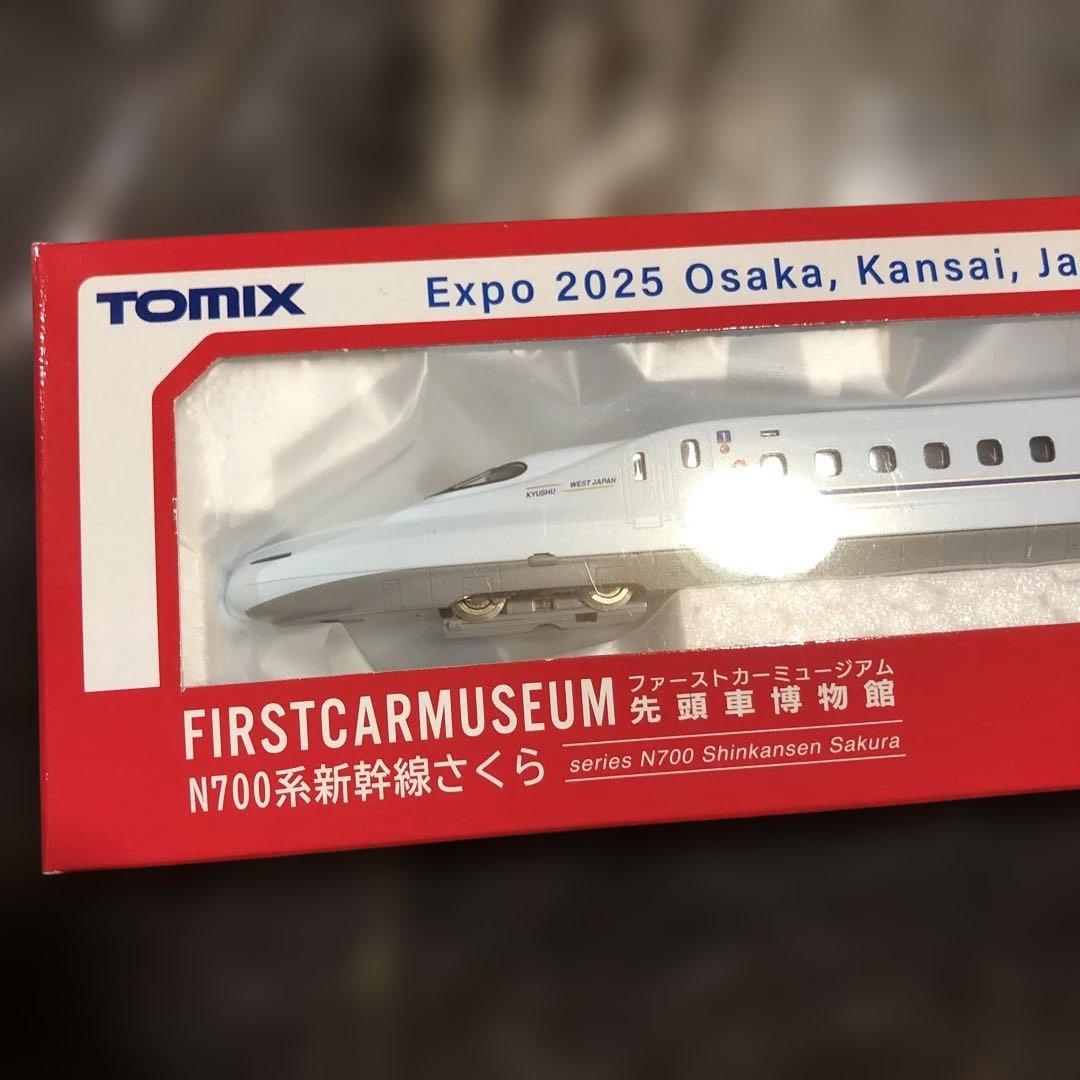 TOMIX
Expo 2025 Osaka, Kansai, Ja
1
KYUSHU
WEST JAPAN
FIRSTCARMUSEUM
ファーストカーミュージアム
先頭車博物館
N700系新幹線さくら
series N700 Shinkansen Sakura